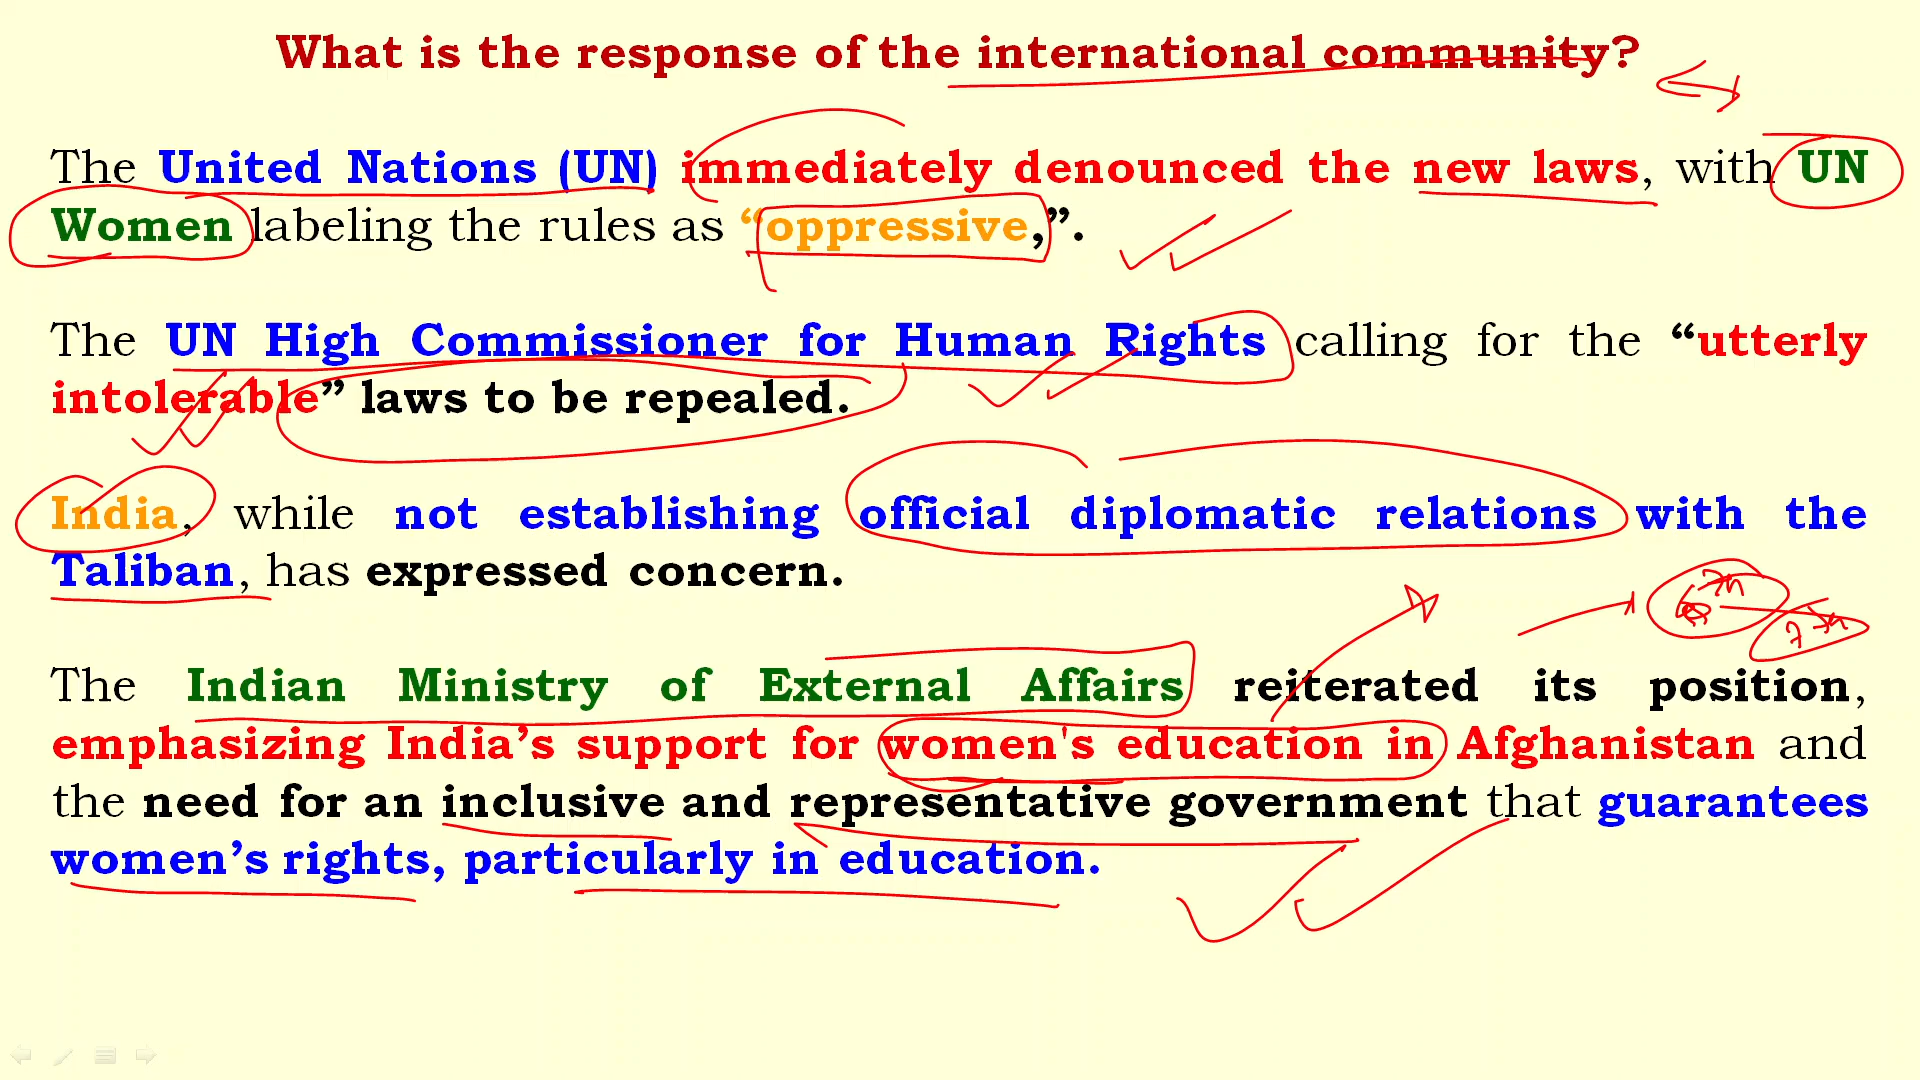 What is the response of the international community?
The United Nations (UN) immediately denounced the new laws, with UN
Women labeling the rules as “oppressive,”.
The UN High Commissioner for Human Rights calling for the “utterly
intolerable” laws to be repealed.
India, while not establishing official diplomatic relations with the
Taliban, has expressed concern.
The Indian Ministry of External Affairs reiterated its position,
emphasizing India’s support for women's education in Afghanistan and
the need for an inclusive and representative government that guarantees
women’s rights, particularly in education.